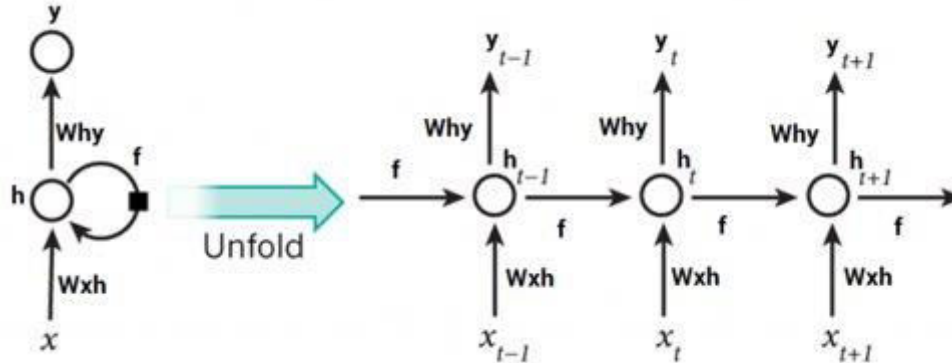 y
Why
f
h
Wxh
x
Unfold
y t-1
y t
y t+1
Why
Why
Why
f
h t-1
h t
h t+1
f
f
f
Wxh
Wxh
Wxh
x t-1
x t
x t+1